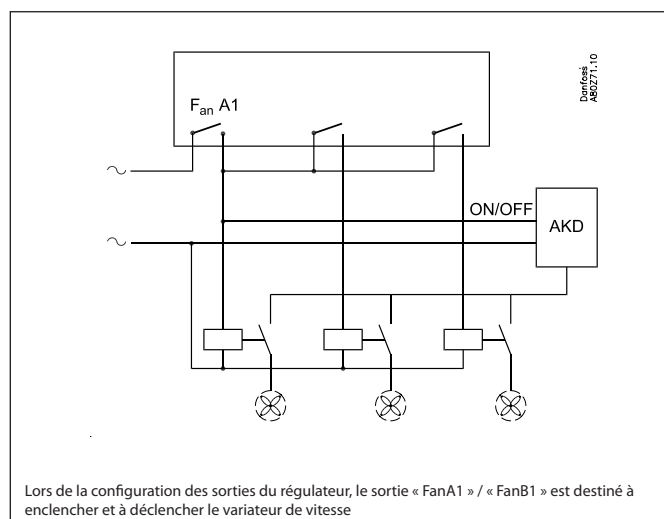 Danfoss
A80Z71.10
Fan A1
ON/OFF
AKD
Lors de la configuration des sorties du régulateur, le sortie « FanA1 » / « FanB1 » est destiné à
enclencher et à déclencher le variateur de vitesse